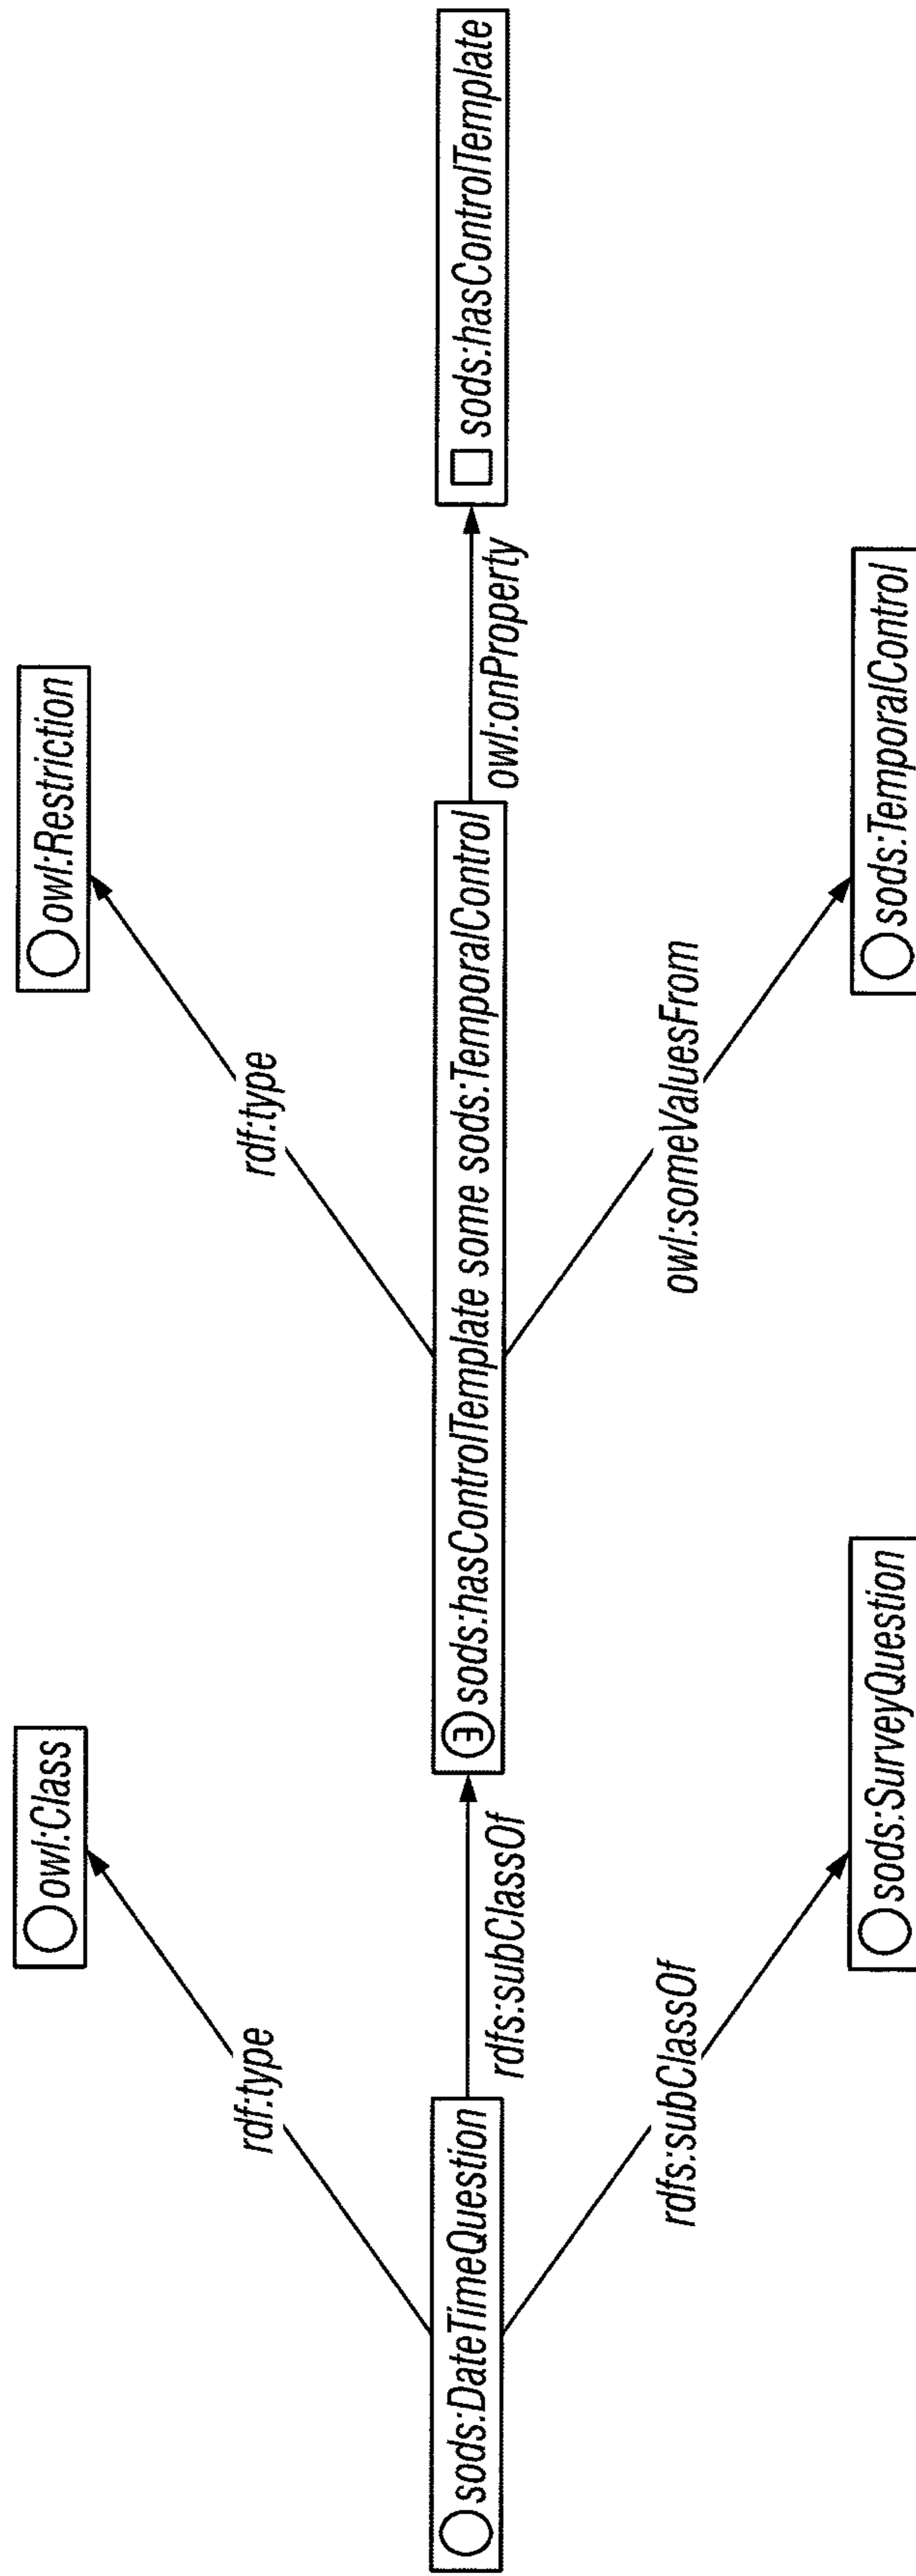 owl:Class
owl:Restriction
rdf:type
rdf:type
sods:DateTimeQuestion
rdfs:subClassOf
∃ sods:hasControlTemplate some sods:TemporalControl
owl:onProperty
sods:hasControlTemplate
rdfs:subClassOf
owl:someValuesFrom
sods:SurveyQuestion
sods:TemporalControl